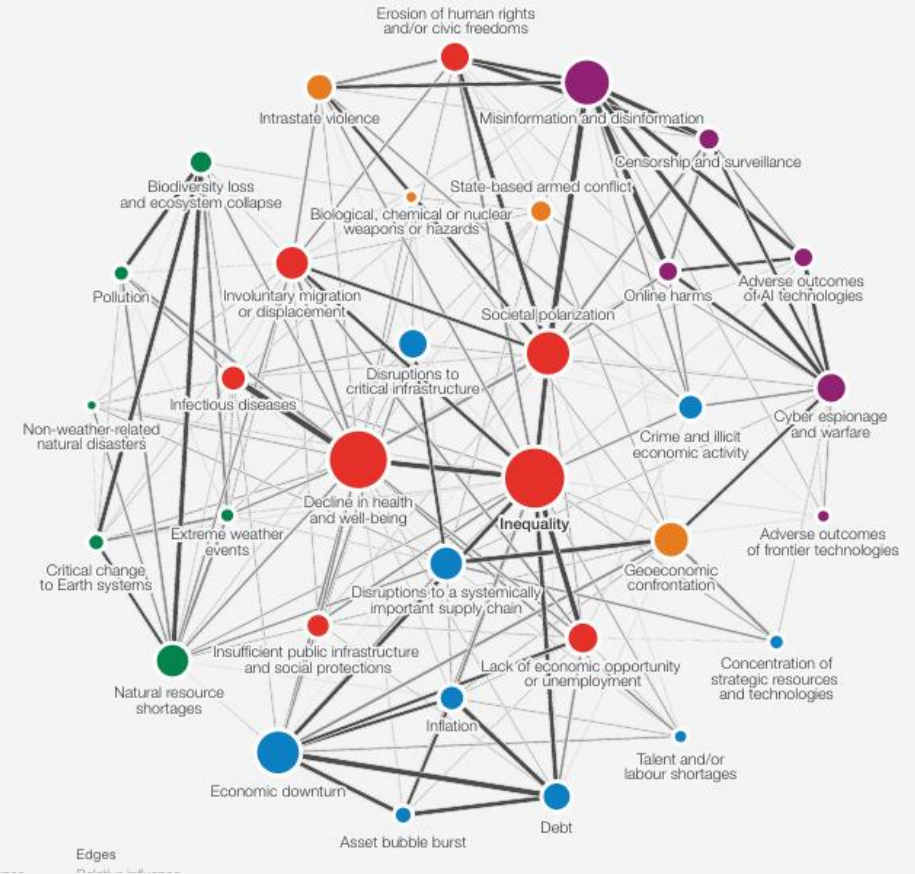 Erosion of human rights
and/or civic freedoms
Intrastate violence
Misinformation and disinformation
Censorship and surveillance
Biodiversity loss
and ecosystem collapse
State-based armed conflict
Biological, chemical or nuclear
weapons or hazards
Pollution
Involuntary migration
or displacement
Online harms
Adverse outcomes
of AI technologies
Societal polarization
Disruptions to
critical infrastructure
Infectious diseases
Non-weather-related
natural disasters
Crime and illicit
economic activity
Cyber espionage
and warfare
Decline in health
and well-being
Inequality
Extreme weather
events
Adverse outcomes
of frontier technologies
Critical change
to Earth systems
Geoeconomic
confrontation
Disruptions to a systemically
important supply chain
Insufficient public infrastructure
and social protections
Lack of economic opportunity
or unemployment
Concentration of
strategic resources
and technologies
Natural resource
shortages
Inflation
Talent and/or
labour shortages
Economic downturn
Asset bubble burst
Debt
Edges